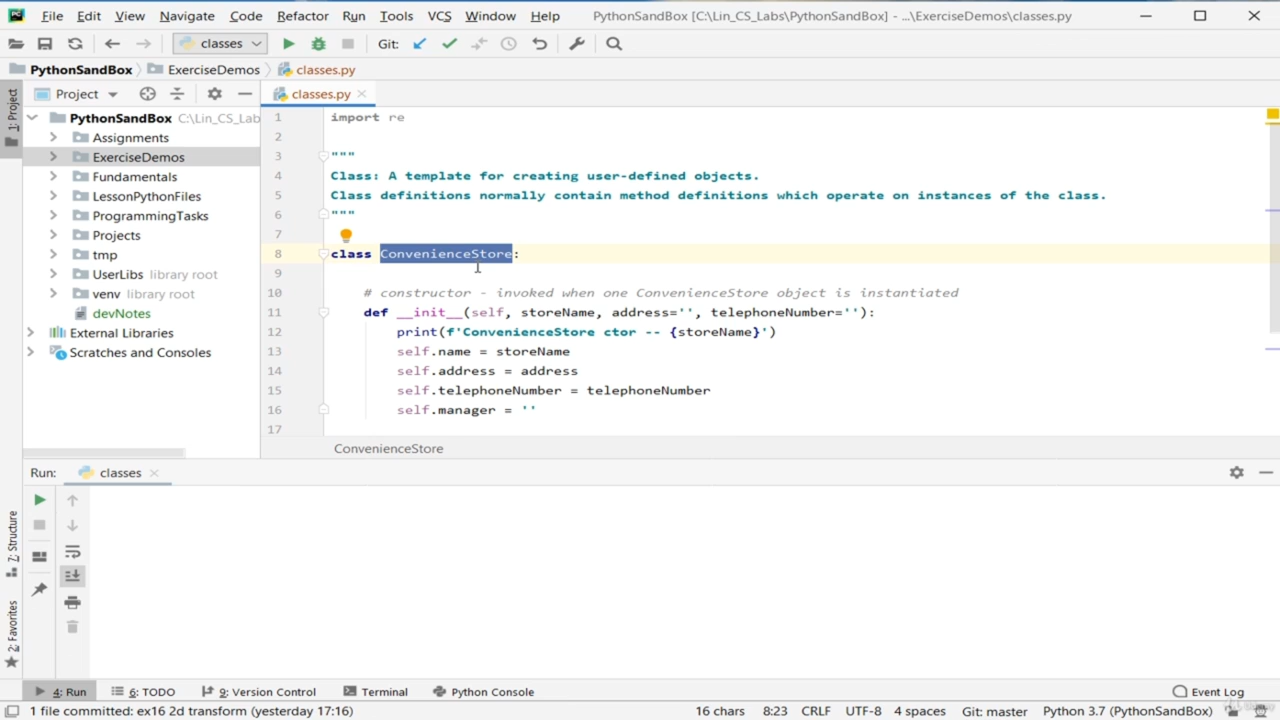 File Edit View Navigate Code Refactor Run Tools VCS Window Help PythonSandBox [C:\Lin_CS_Labs\PythonSandBox] - ...\ExerciseDemos\classes.py
classes Git:
PythonSandBox ExerciseDemos classes.py
1: Project
Project
classes.py
PythonSandBox C:\Lin_CS_Lab
Assignments
ExerciseDemos
Fundamentals
LessonPythonFiles
ProgrammingTasks
Projects
tmp
UserLibs library root
venv library root
devNotes
External Libraries
Scratches and Consoles
1 import re
2
3 """
4 Class: A template for creating user-defined objects.
5 Class definitions normally contain method definitions which operate on instances of the class.
6 """
7
8 class ConvenienceStore:
9
10 # constructor - invoked when one ConvenienceStore object is instantiated
11 def __init__(self, storeName, address='', telephoneNumber=''):
12 print(f'ConvenienceStore ctor -- {storeName}')
13 self.name = storeName
14 self.address = address
15 self.telephoneNumber = telephoneNumber
16 self.manager = ''
17
ConvenienceStore
Run: classes
7: Structure
2: Favorites
4: Run 6: TODO 9: Version Control Terminal Python Console Event Log
1 file committed: ex16 2d transform (yesterday 17:16) 16 chars 8:23 CRLF UTF-8 4 spaces Git: master Python 3.7 (PythonSandBox)